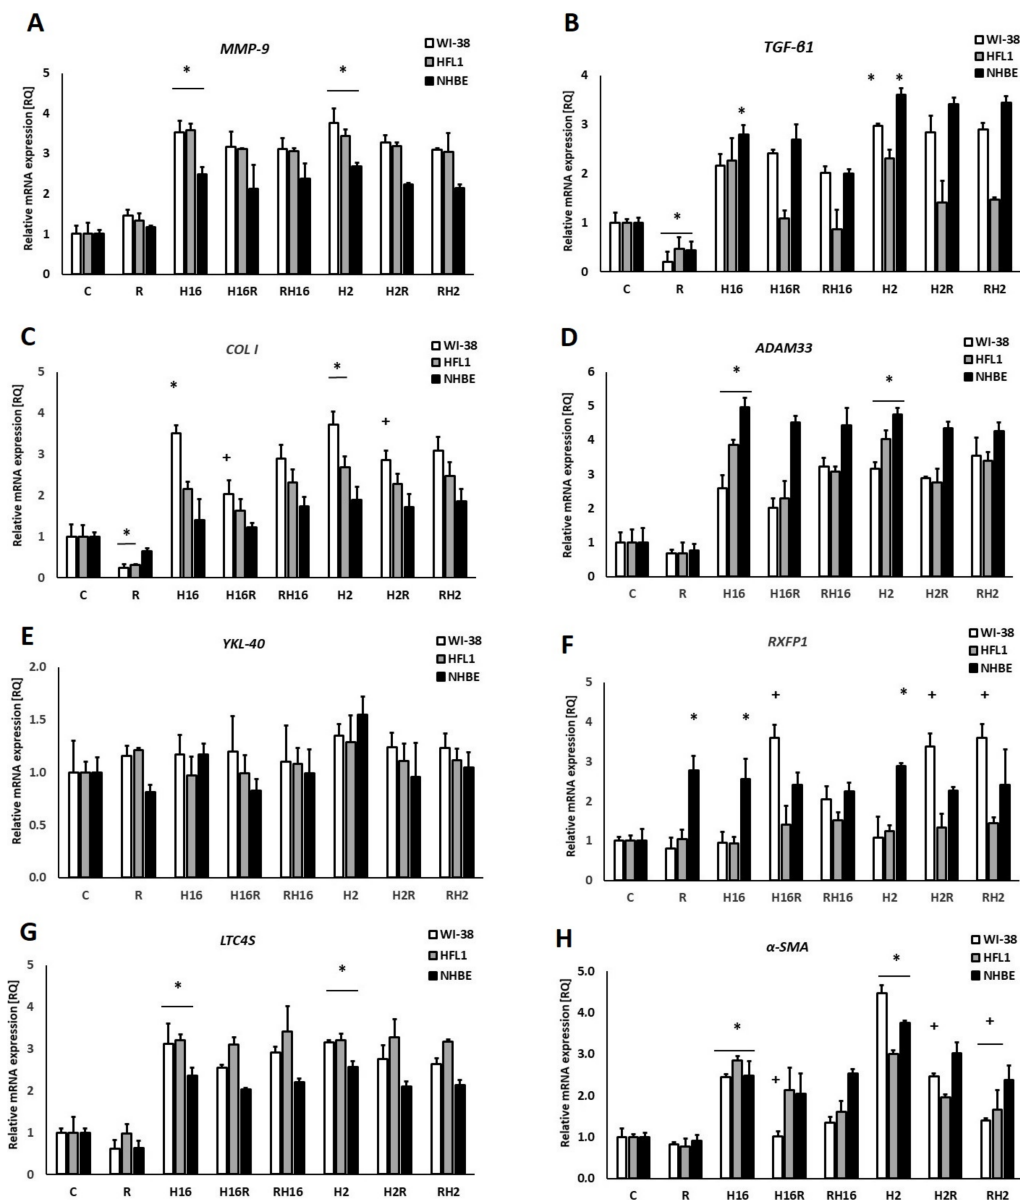 A
MMP-9
WI-38
HFL1
NHBE
Relative mRNA expression [RQ]
5
4
3
2
1
0
*
*
C R H16 H16R RH16 H2 H2R RH2
B
TGF-β1
WI-38
HFL1
NHBE
Relative mRNA expression [RQ]
4
3
2
1
0
* * * *
C R H16 H16R RH16 H2 H2R RH2
C
COL I
WI-38
HFL1
NHBE
Relative mRNA expression [RQ]
5
4
3
2
1
0
* * + * +
C R H16 H16R RH16 H2 H2R RH2
D
ADAM33
WI-38
HFL1
NHBE
Relative mRNA expression [RQ]
6
5
4
3
2
1
0
* *
C R H16 H16R RH16 H2 H2R RH2
E
YKL-40
WI-38
HFL1
NHBE
Relative mRNA expression [RQ]
2.0
1.5
1.0
0.5
0.0
C R H16 H16R RH16 H2 H2R RH2
F
RXFP1
WI-38
HFL1
NHBE
Relative mRNA expression [RQ]
5
4
3
2
1
0
* * + * + +
C R H16 H16R RH16 H2 H2R RH2
G
LTC4S
WI-38
HFL1
NHBE
Relative mRNA expression [RQ]
5
4
3
2
1
0
* *
C R H16 H16R RH16 H2 H2R RH2
H
α-SMA
WI-38
HFL1
NHBE
Relative mRNA expression [RQ]
5.0
4.0
3.0
2.0
1.0
0.0
* + * + +
C R H16 H16R RH16 H2 H2R RH2